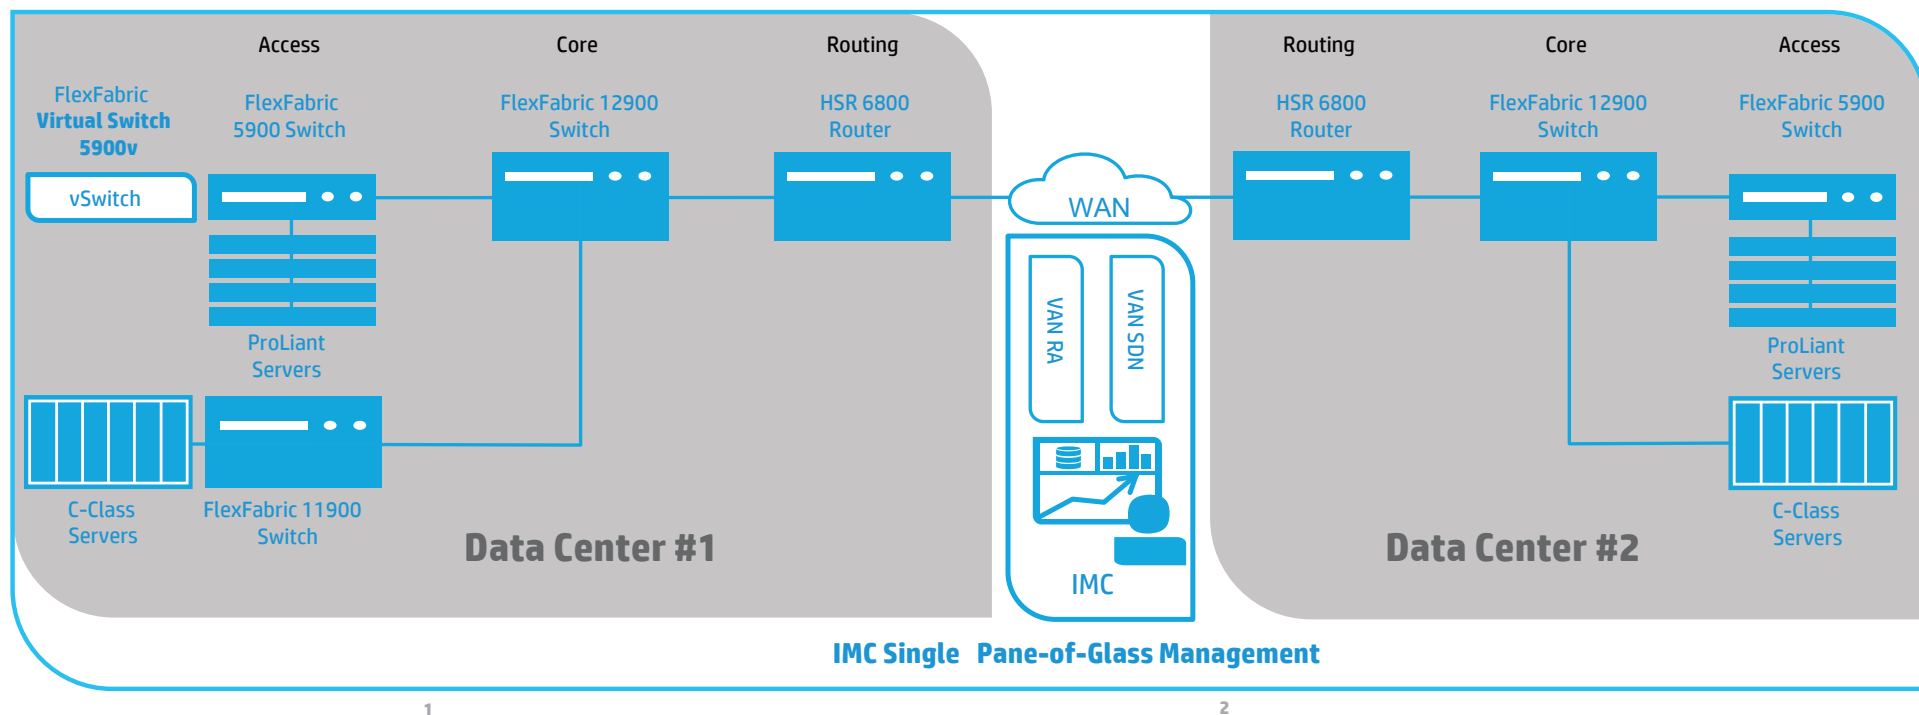 Access
Core
Routing
Routing
Core
Access
FlexFabric
Virtual Switch
5900v
FlexFabric
5900 Switch
FlexFabric 12900
Switch
HSR 6800
Router
HSR 6800
Router
FlexFabric 12900
Switch
FlexFabric 5900
Switch
vSwitch
WAN
VAN RA
VAN SDN
ProLiant
Servers
ProLiant
Servers
C-Class
Servers
FlexFabric 11900
Switch
C-Class
Servers
Data Center #1
Data Center #2
IMC
IMC Single Pane-of-Glass Management
1
2